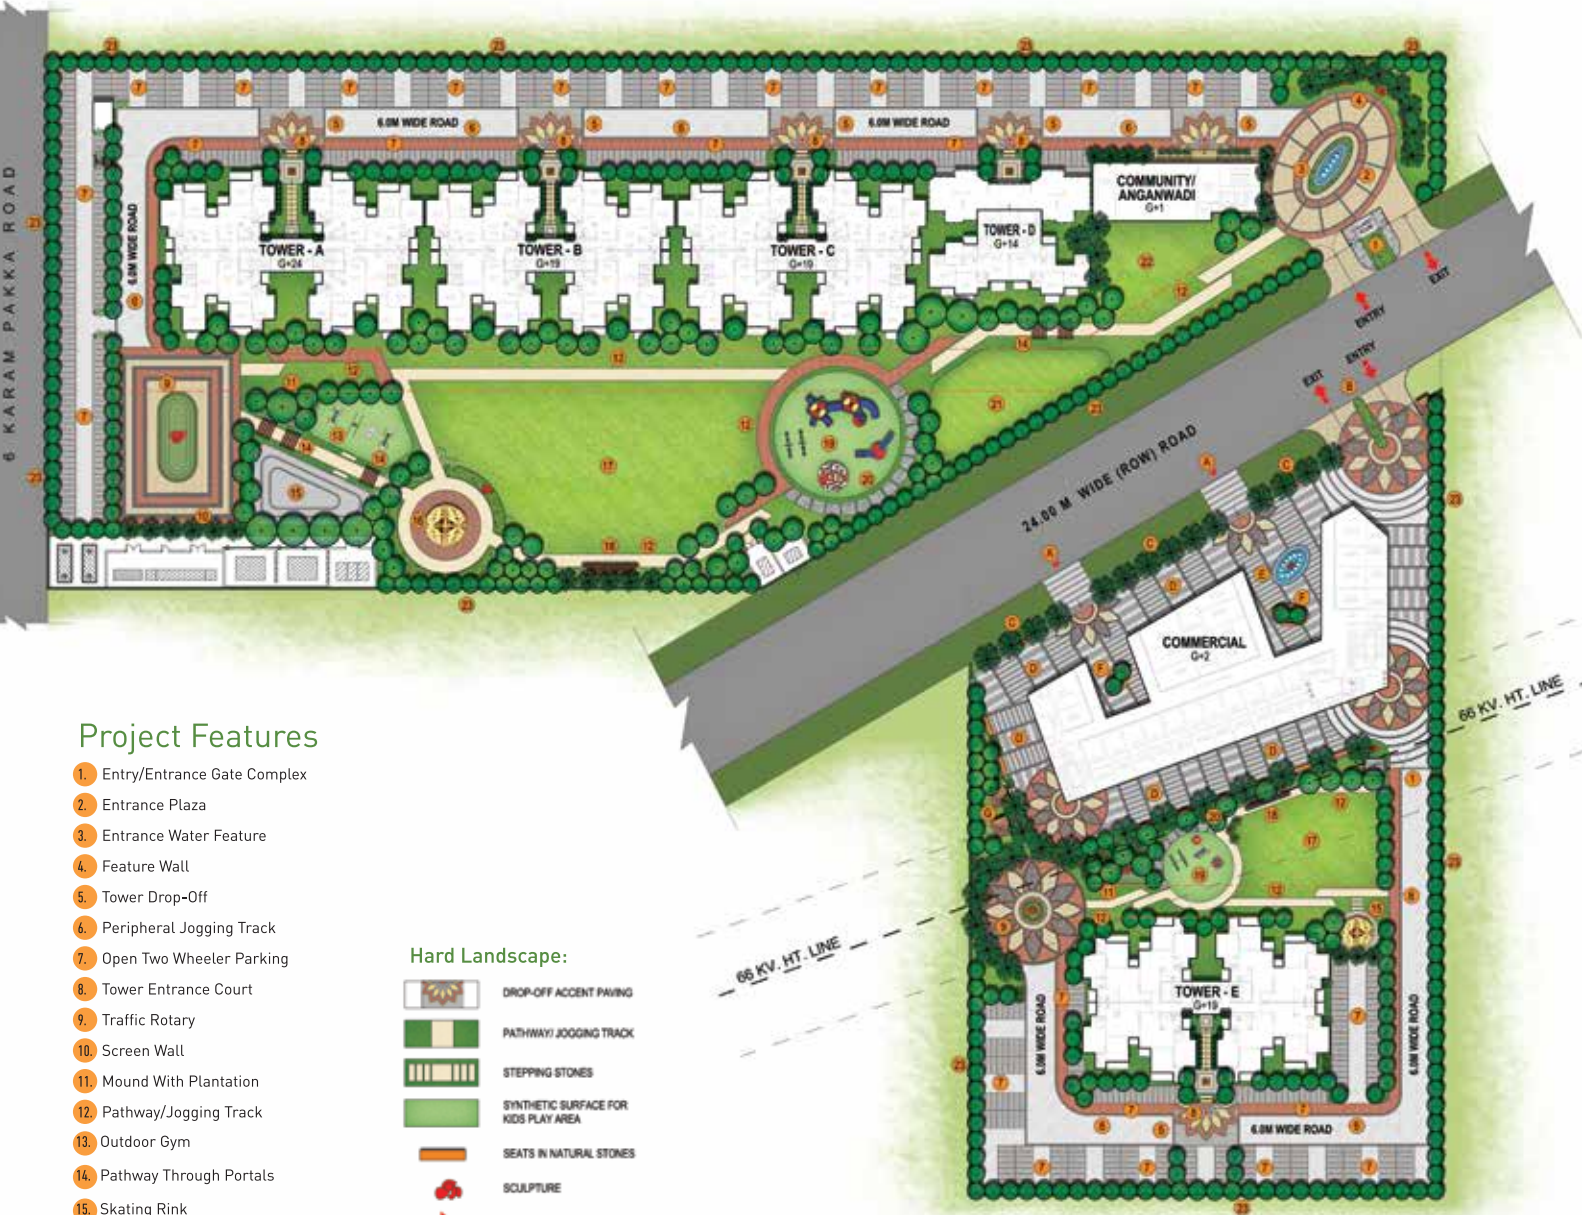 6 KARAM PAKKA ROAD
6.0M WIDE ROAD
6.0M WIDE ROAD
6.0M WIDE ROAD
TOWER - A
G+24
TOWER - B
G+19
TOWER - C
G+19
TOWER - D
G+14
COMMUNITY/
ANGANWADI
G+1
EXIT
ENTRY
ENTRY
EXIT
24.00 M WIDE (ROW) ROAD
COMMERCIAL
G+2
66 KV. HT. LINE
66 KV. HT. LINE
TOWER - E
G+19
6.0M WIDE ROAD
6.0M WIDE ROAD
6.0M WIDE ROAD
Project Features
1. Entry/Entrance Gate Complex
2. Entrance Plaza
3. Entrance Water Feature
4. Feature Wall
5. Tower Drop-Off
6. Peripheral Jogging Track
7. Open Two Wheeler Parking
8. Tower Entrance Court
9. Traffic Rotary
10. Screen Wall
11. Mound With Plantation
12. Pathway/Jogging Track
13. Outdoor Gym
14. Pathway Through Portals
15. Skating Rink
Hard Landscape:
DROP-OFF ACCENT PAVING
PATHWAY/ JOGGING TRACK
STEPPING STONES
SYNTHETIC SURFACE FOR
KIDS PLAY AREA
SEATS IN NATURAL STONES
SCULPTURE